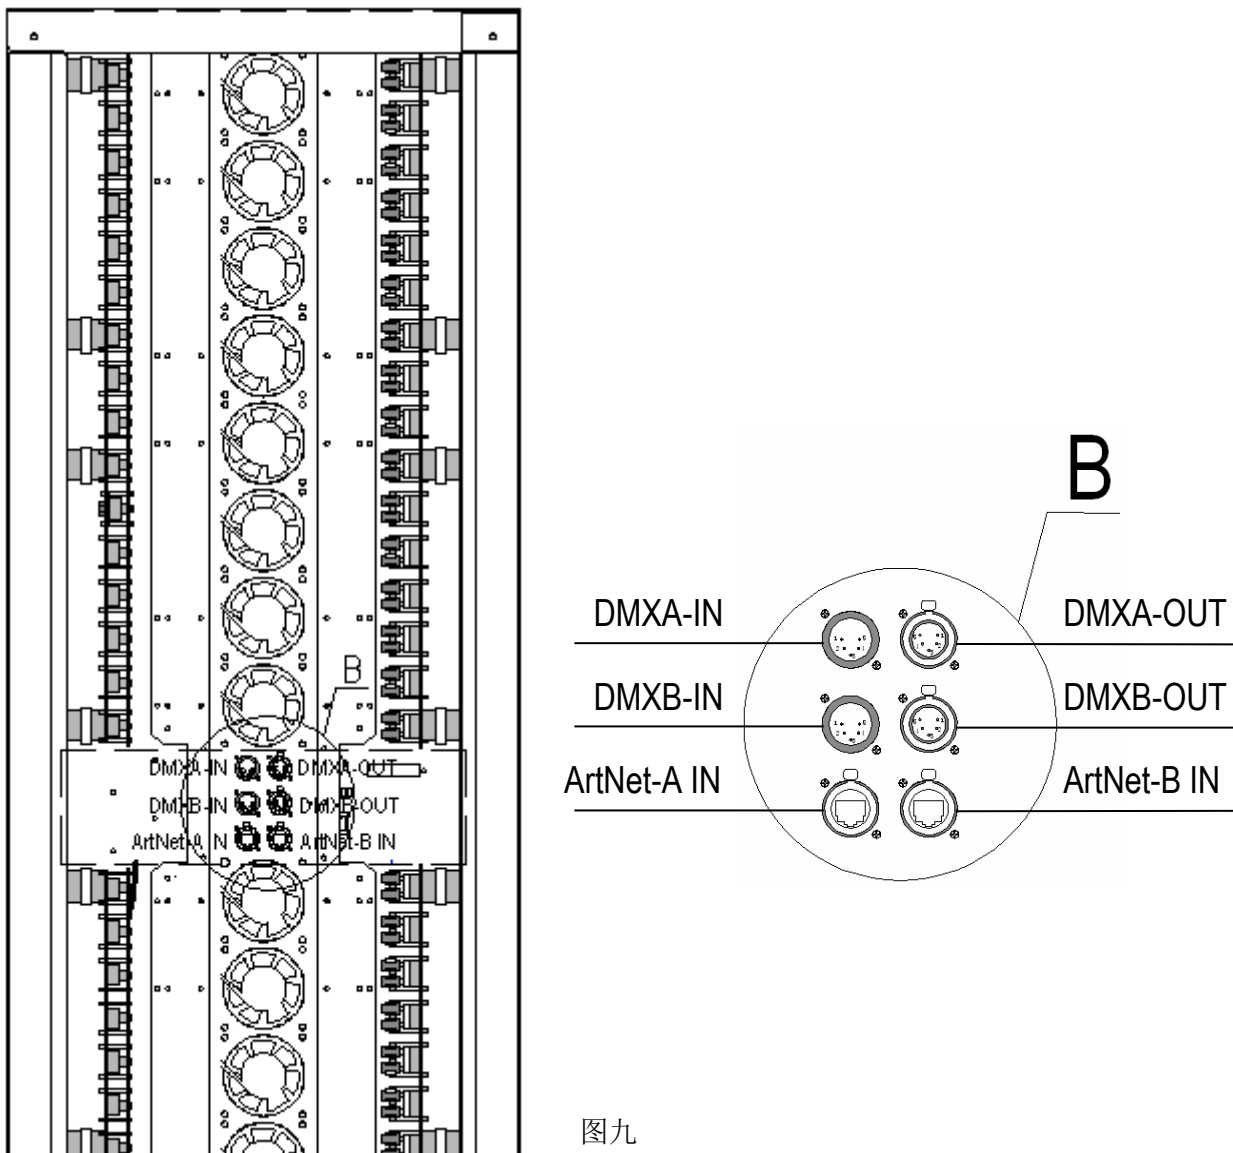 B
DMXA-IN DMXA-OUT
DMXB-IN DMXB-OUT
ArtNet-A IN ArtNet-B IN
B
DMXA-IN DMXA-OUT
DMXB-IN DMXB-OUT
ArtNet-A IN ArtNet-B IN
图九